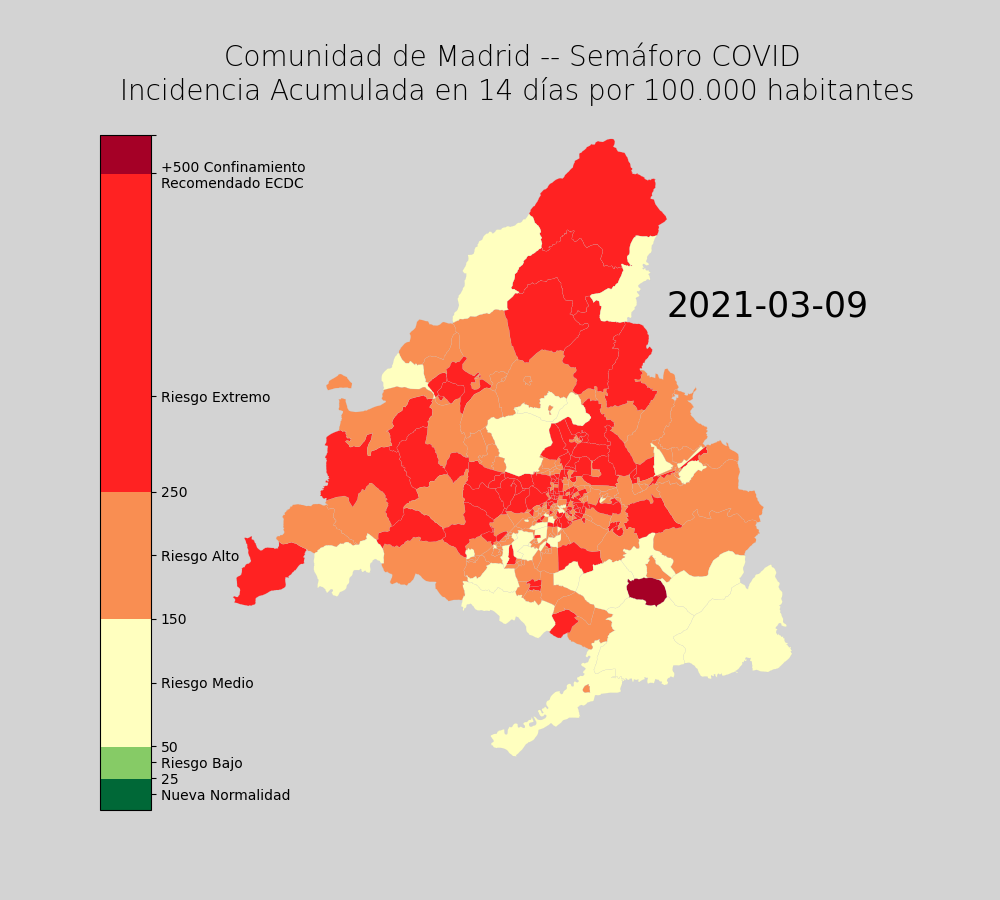 Comunidad de Madrid -- Semáforo COVID
Incidencia Acumulada en 14 días por 100.000 habitantes
+500 Confinamiento
Recomendado ECDC
2021-03-09
Riesgo Extremo
250
Riesgo Alto
150
Riesgo Medio
50
Riesgo Bajo
25
Nueva Normalidad